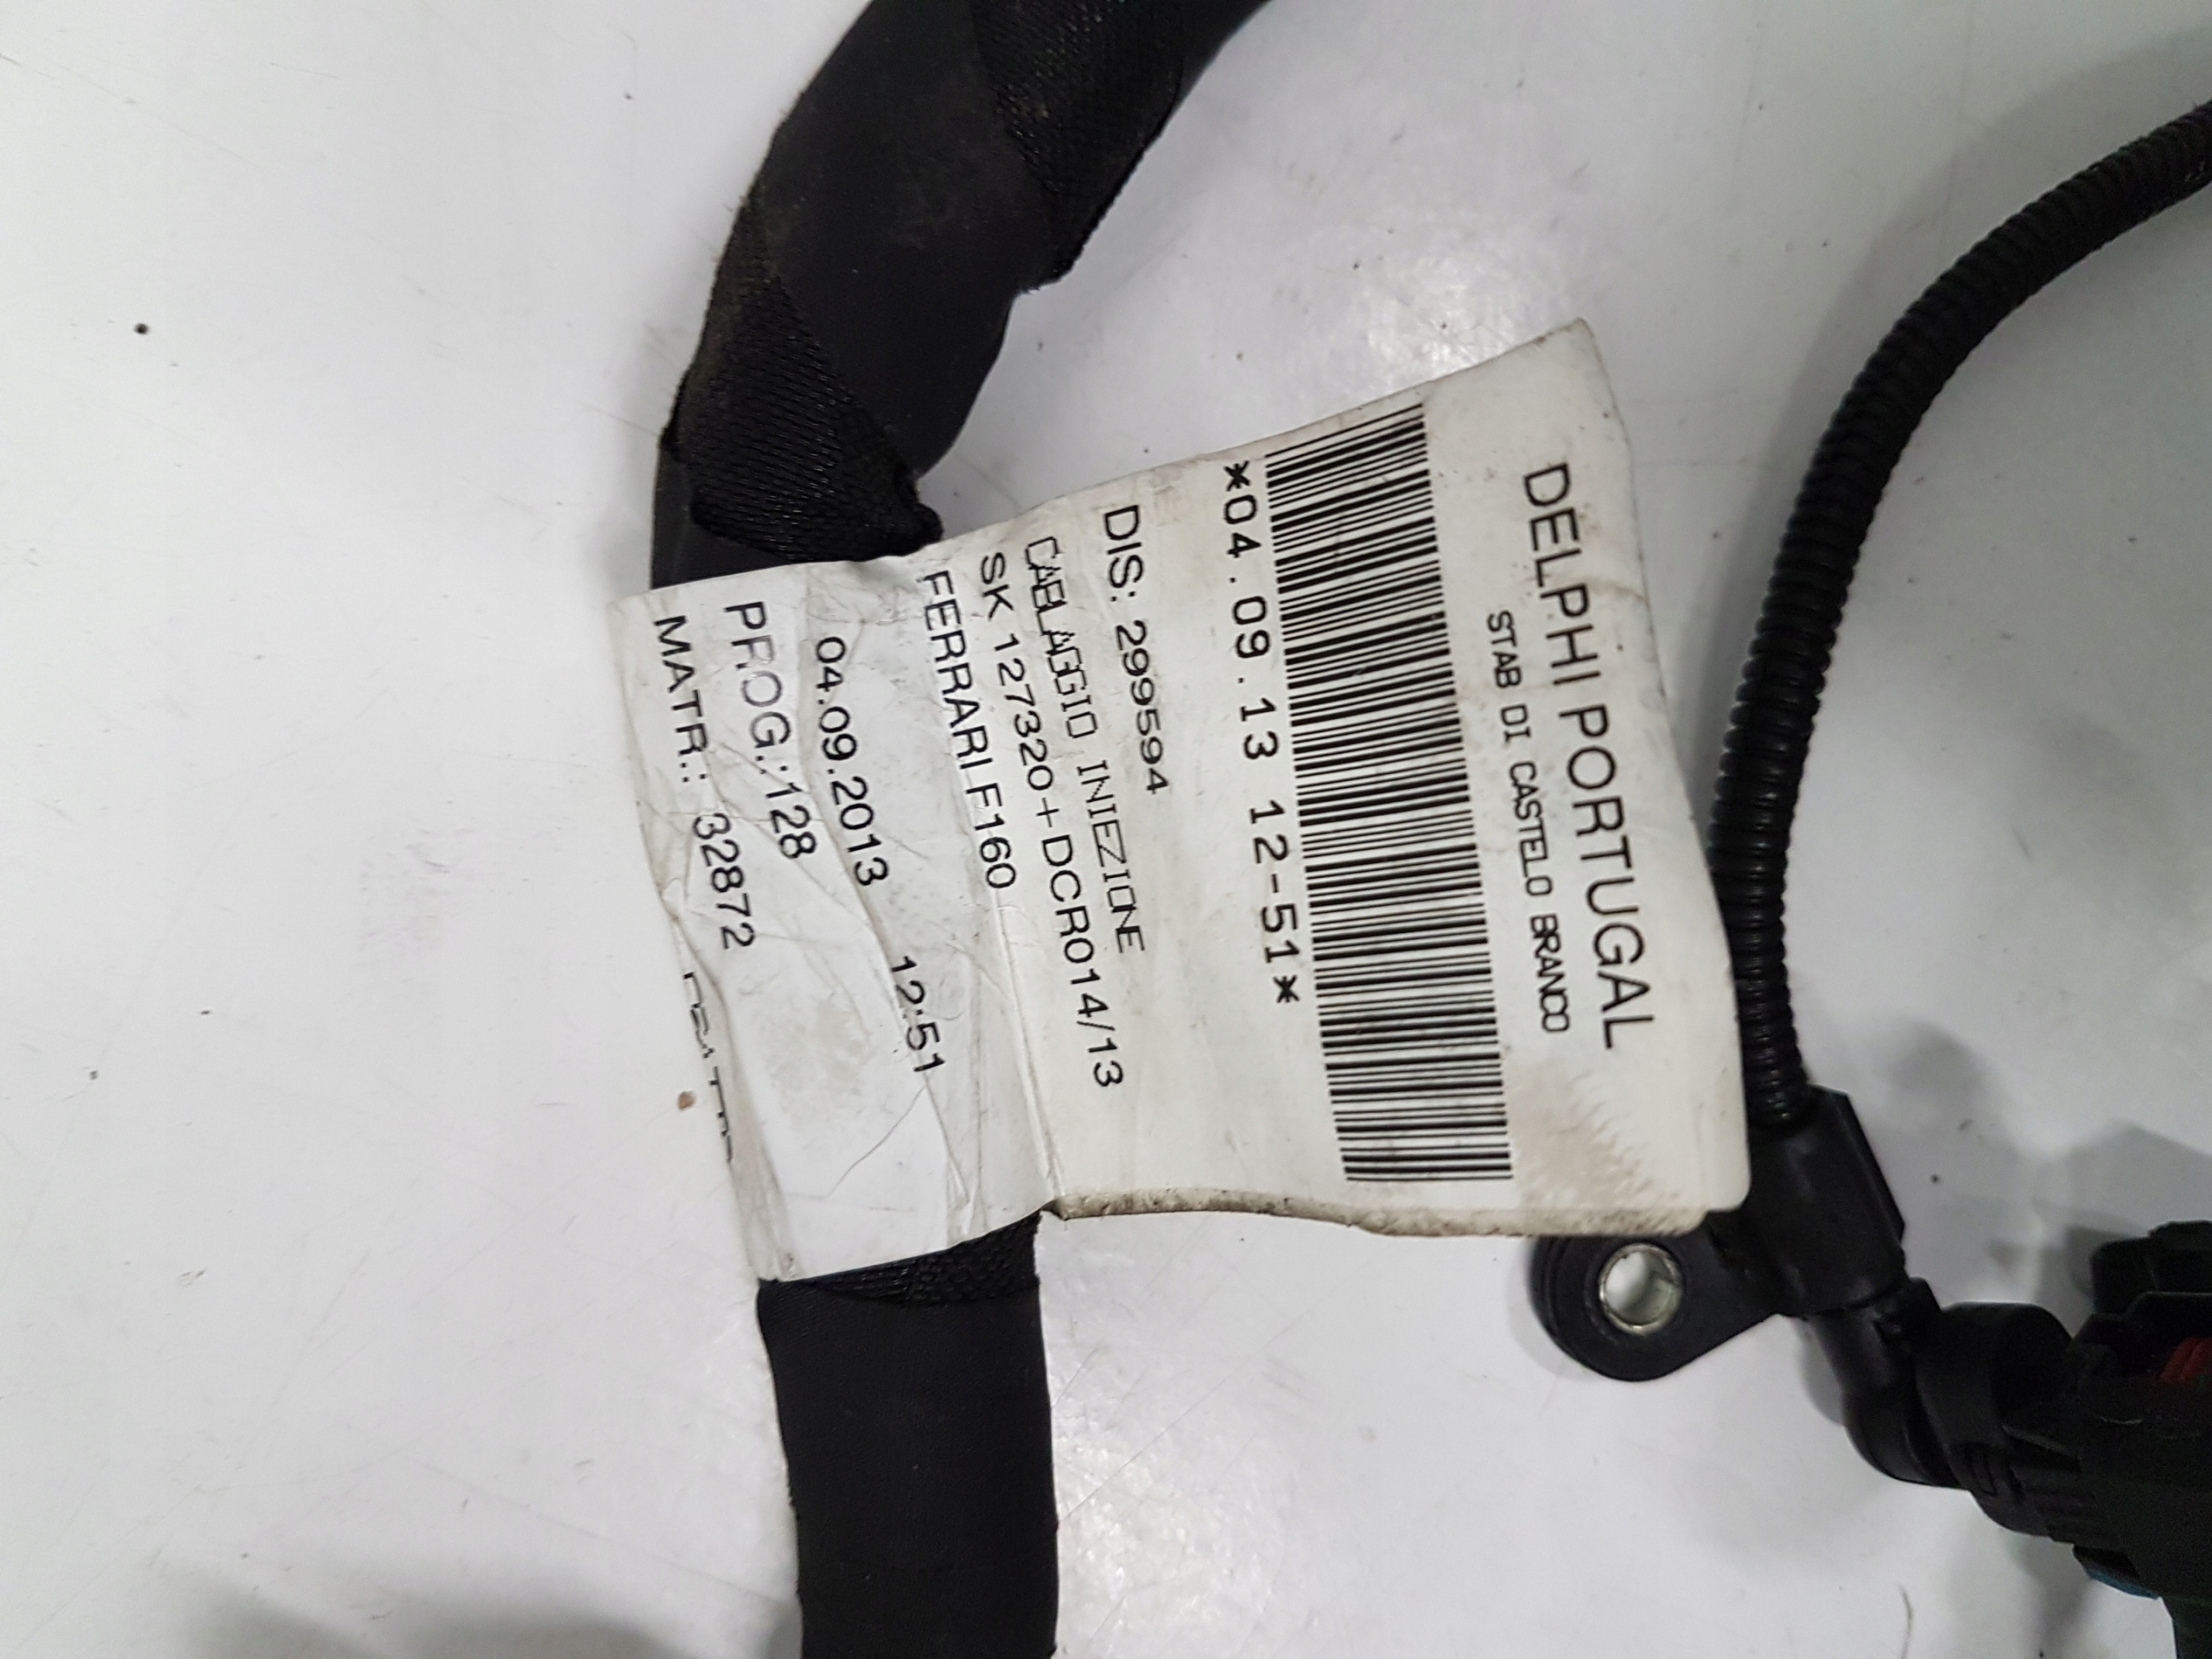 DELPHI PORTUGAL
STAB DI CASTELO BRANCO
*04.09.13 12-51*
DIS: 299594
CABLAGGIO INIEZIONE
SK 127320+DCR014/13
FERRARI F160
04.09.2013 12:51
PROG.:128
MATR.: 32872